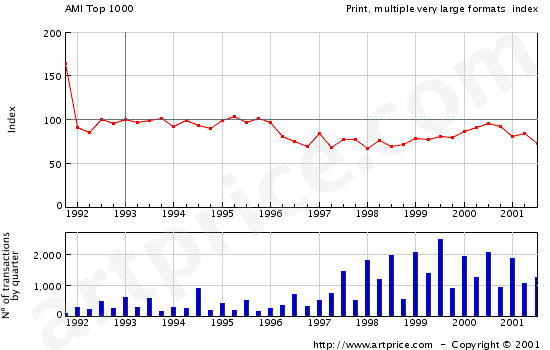 AMI Top 1000 Print, multiple very large formats index
200
150
100
50
0
Index
1992 1993 1994 1995 1996 1997 1998 1999 2000 2001
2,000
1,000
0
N° of transactions
by quarter
1992 1993 1994 1995 1996 1997 1998 1999 2000 2001
artprice.com
http://www.artprice.com - Copyright © 2001